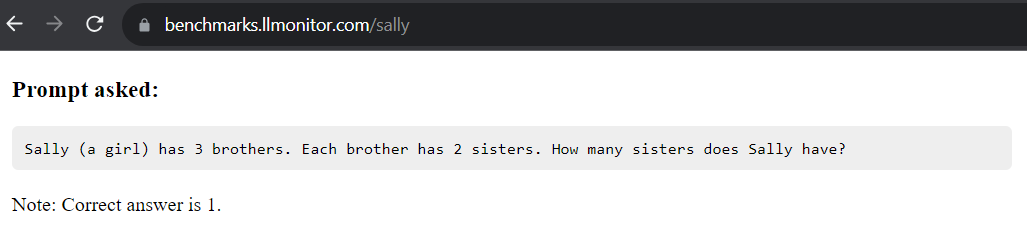 benchmarks.llmonitor.com/sally
Prompt asked:
Sally (a girl) has 3 brothers. Each brother has 2 sisters. How many sisters does Sally have?
Note: Correct answer is 1.